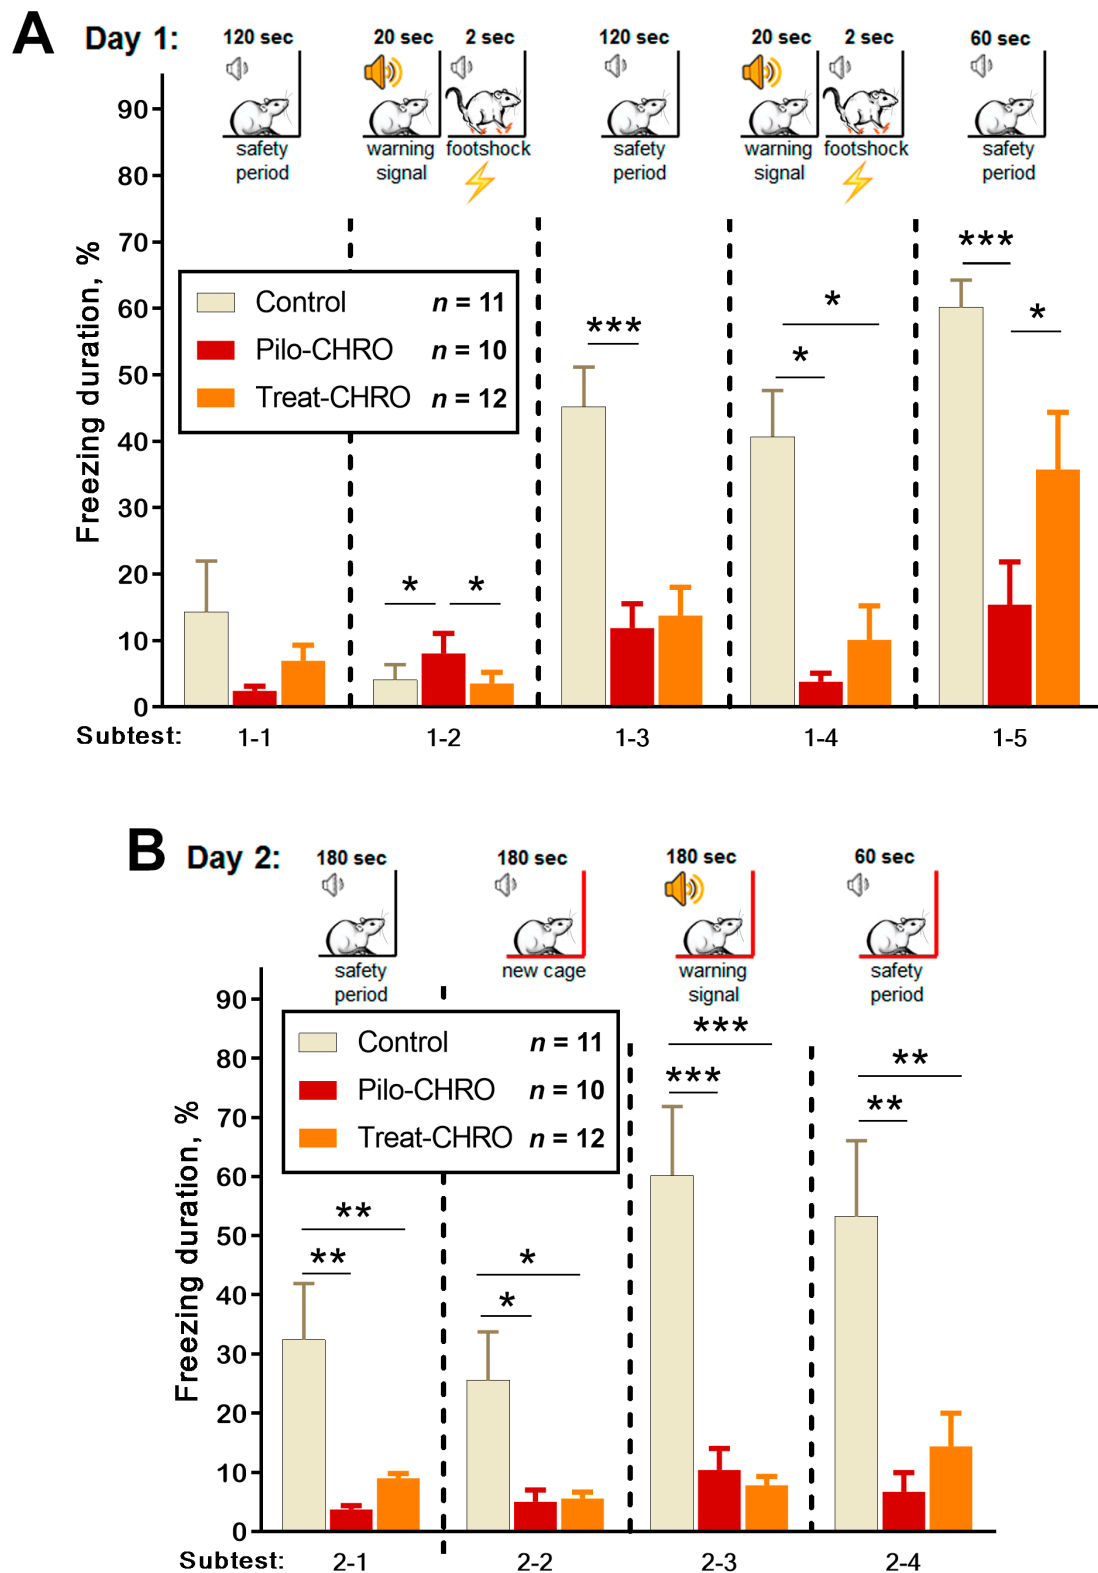 A Day 1:
120 sec 20 sec 2 sec 120 sec 20 sec 2 sec 60 sec
safety period
warning signal
footshock
safety period
warning signal
footshock
safety period
Freezing duration, %
90
80
70
60
50
40
30
20
10
0
Control n = 11
Pilo-CHRO n = 10
Treat-CHRO n = 12
* *
***
*
*
***
*
Subtest: 1-1 1-2 1-3 1-4 1-5
B Day 2:
180 sec 180 sec 180 sec 60 sec
safety period
new cage
warning signal
safety period
Freezing duration, %
90
80
70
60
50
40
30
20
10
0
Control n = 11
Pilo-CHRO n = 10
Treat-CHRO n = 12
**
**
*
*
***
***
**
**
Subtest: 2-1 2-2 2-3 2-4